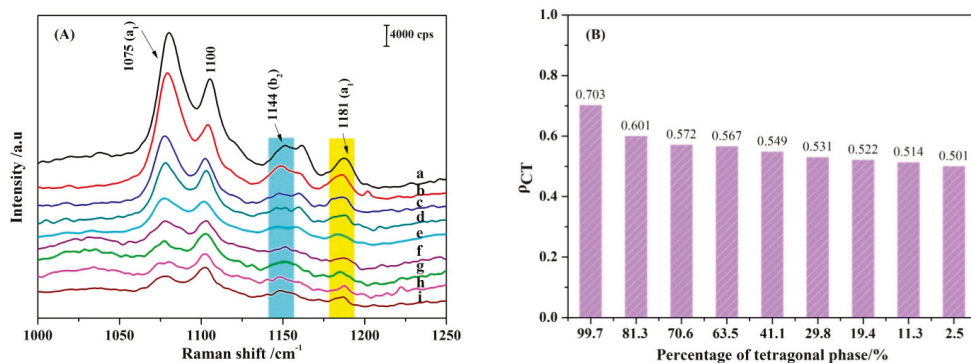 (A)
4000 cps
1075 (a1)
1100
1144 (b2)
1181 (a1)
a
b
c
d
e
f
g
h
i
Intensity /a.u
1000 1050 1100 1150 1200 1250
Raman shift /cm-1
(B)
ρCT
1.0
0.8
0.6
0.4
0.2
0.0
0.703
0.601
0.572
0.567
0.549
0.531
0.522
0.514
0.501
99.7 81.3 70.6 63.5 41.1 29.8 19.4 11.3 2.5
Percentage of tetragonal phase/%